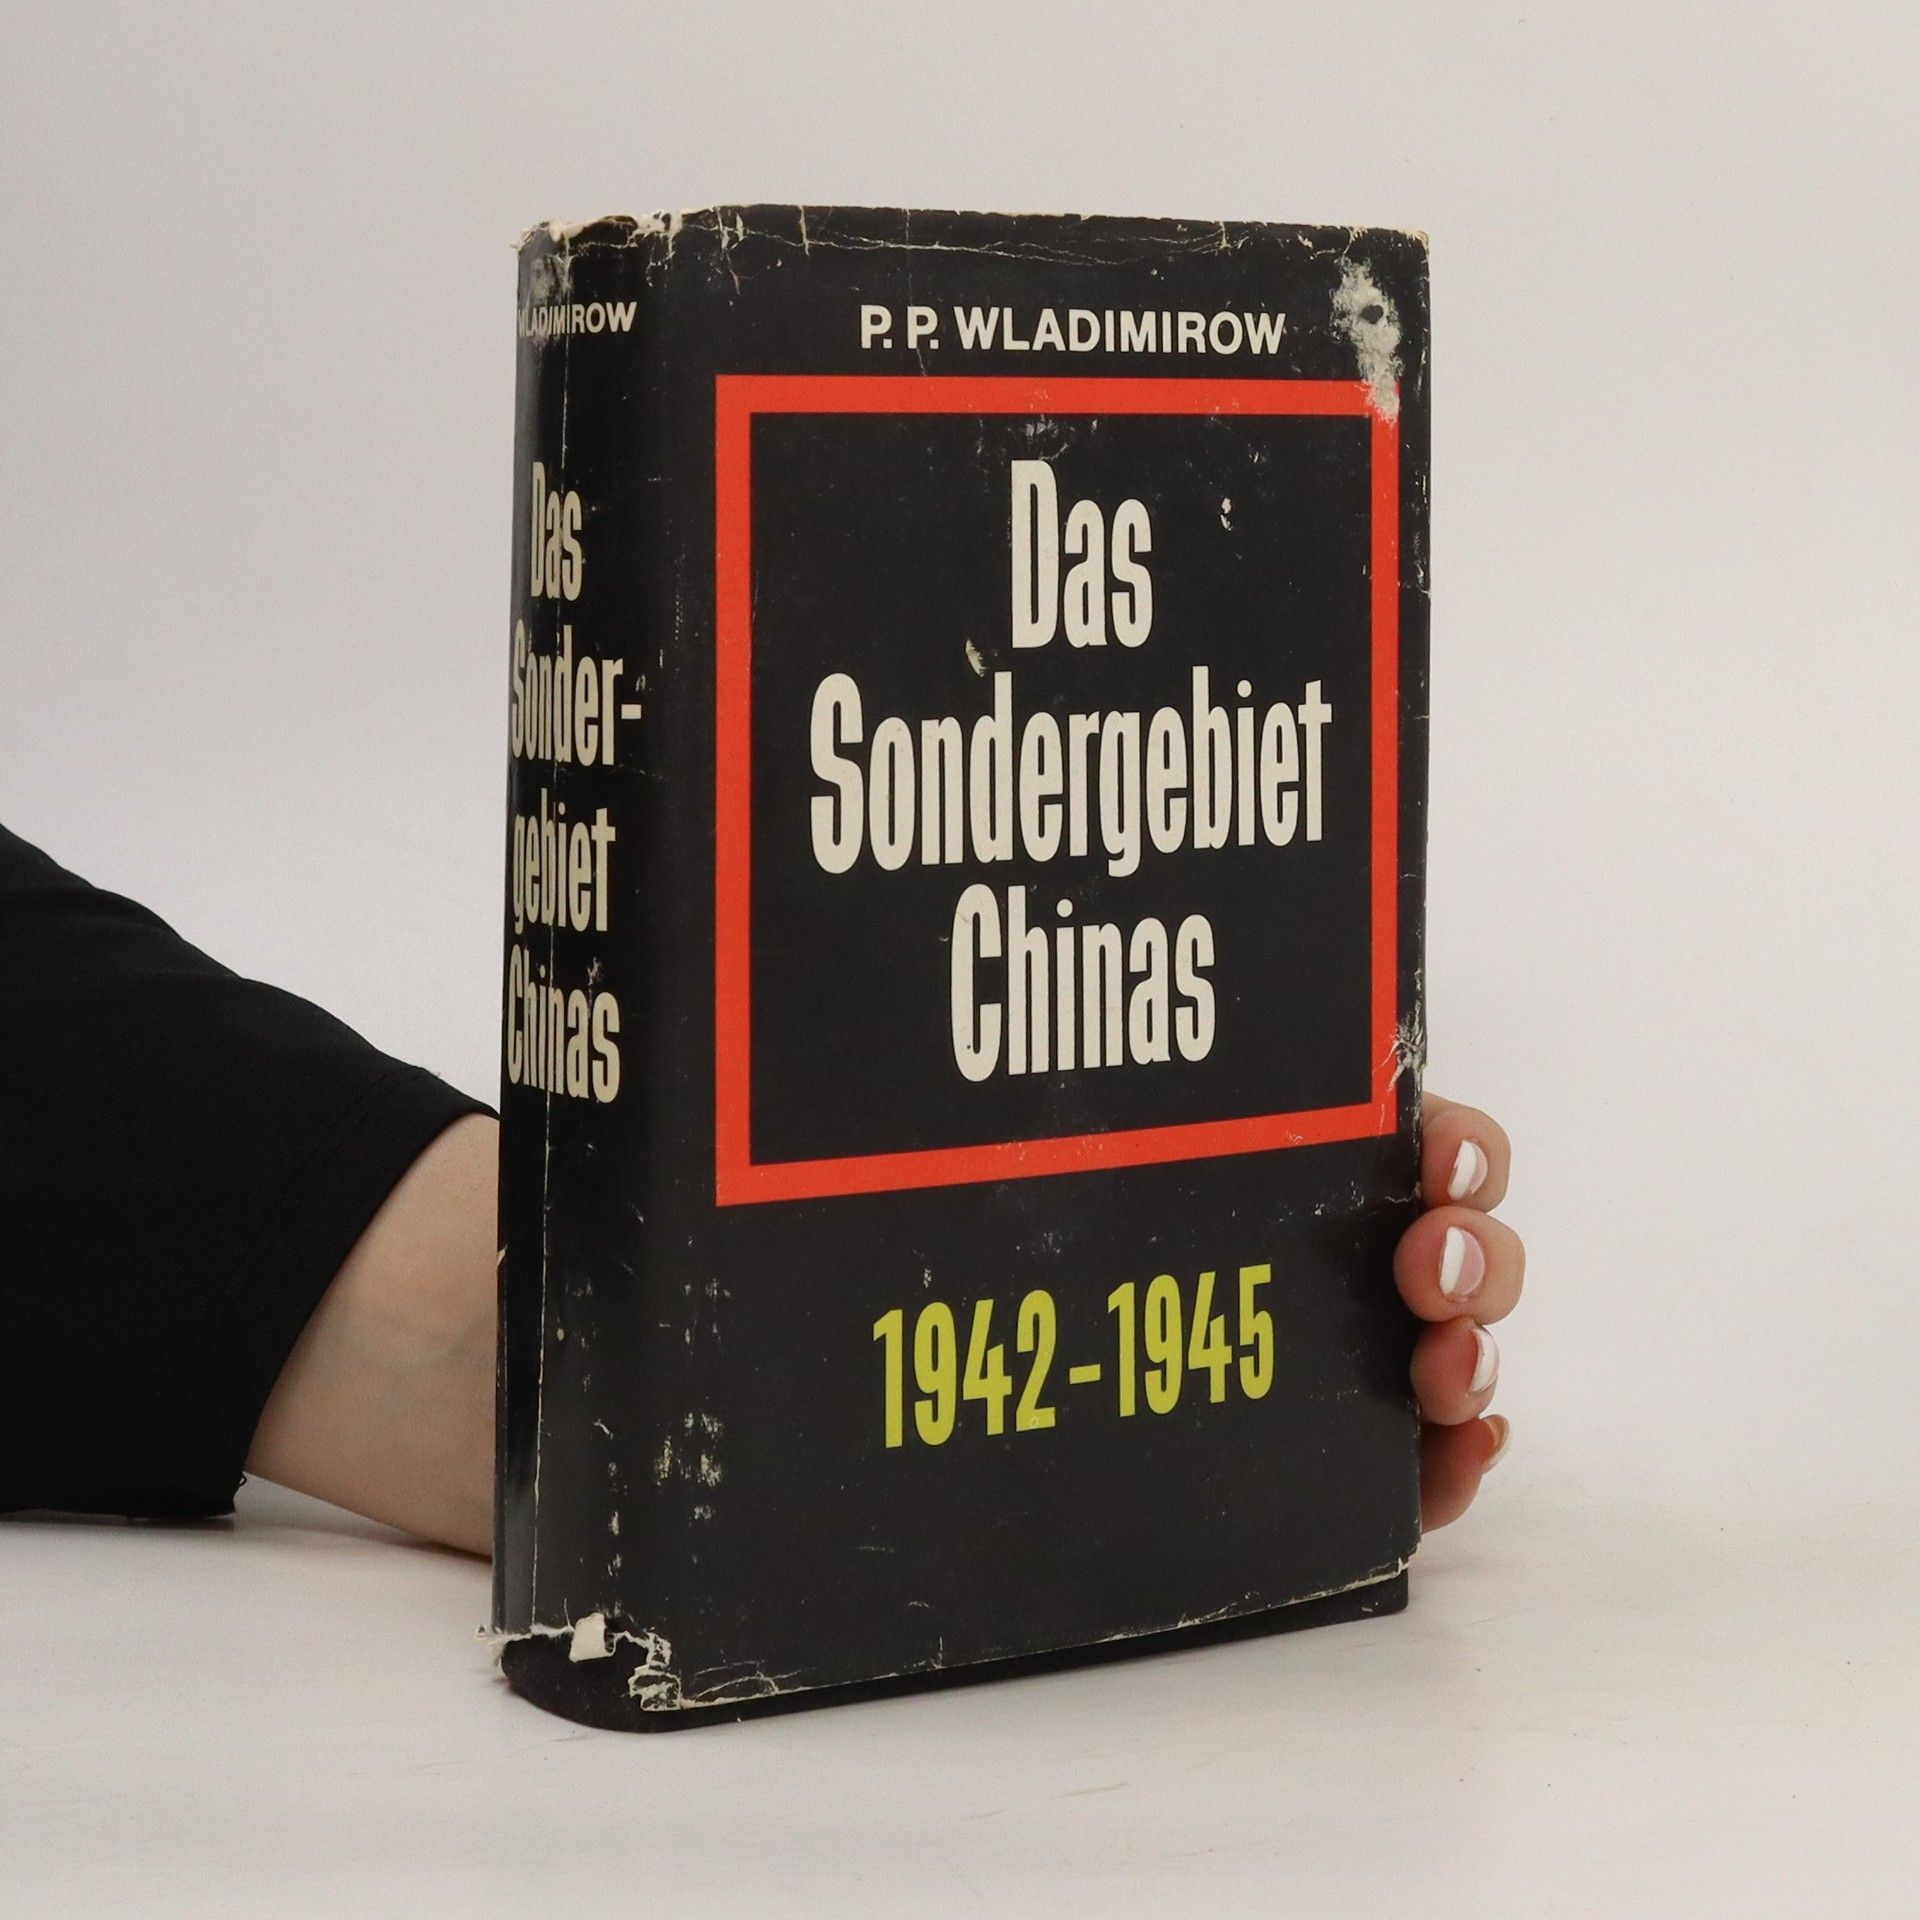 WLADIMIROW
Das
Sonder-
gebiet
Chinas
P. P. WLADIMIROW
Das
Sondergebiet
Chinas
1942-1945